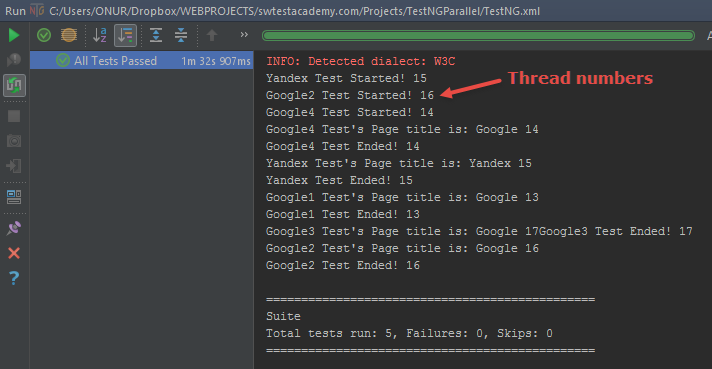 Run C:/Users/ONUR/Dropbox/WEBPROJECTS/swtestacademy.com/Projects/TestNGParallel/TestNG.xml
All Tests Passed 1m 32s 907ms
INFO: Detected dialect: W3C
Yandex Test Started! 15
Google2 Test Started! 16
Thread numbers
Google4 Test Started! 14
Google4 Test's Page title is: Google 14
Google4 Test Ended! 14
Yandex Test's Page title is: Yandex 15
Yandex Test Ended! 15
Google1 Test's Page title is: Google 13
Google1 Test Ended! 13
Google3 Test's Page title is: Google 17Google3 Test Ended! 17
Google2 Test's Page title is: Google 16
Google2 Test Ended! 16
===============================================
Suite
Total tests run: 5, Failures: 0, Skips: 0
===============================================